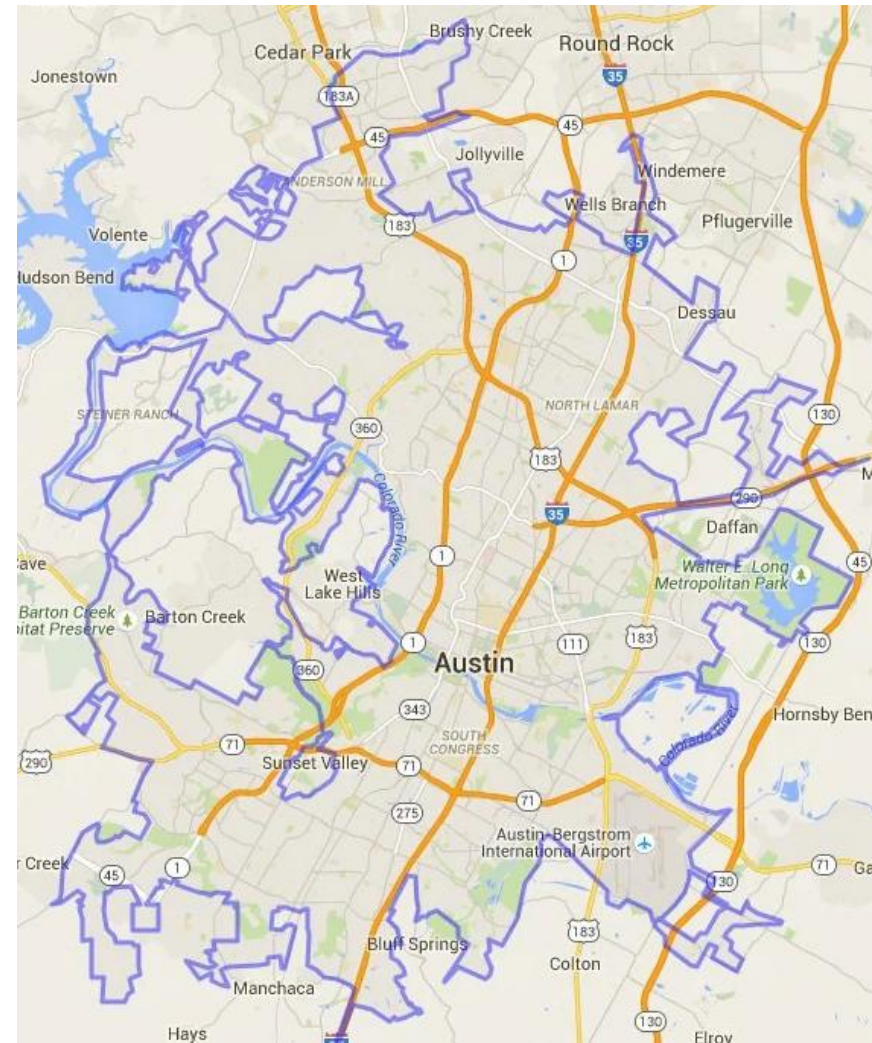 Brushy Creek
Cedar Park
Round Rock
Jonestown
35
183A
45
45
Jollyville
Windemere
ANDERSON MILL
Wells Branch
183
Pflugerville
Volente
35
1
Hudson Bend
Dessau
STEINER RANCH
NORTH LAMAR
130
360
183
M
Colorado River
290
35
Daffan
1
Cave
West
Lake Hills
Walter E. Long
Metropolitan Park
45
Barton Creek
bitat Preserve
Barton Creek
183
111
130
1
Austin
360
343
Colorado River
Hornsby Ben
71
SOUTH
CONGRESS
290
Sunset Valley
71
71
275
Austin-Bergstrom
International Airport
r Creek
1
45
71
Ga
130
183
Bluff Springs
Colton
Manchaca
130
Hays
Elroy